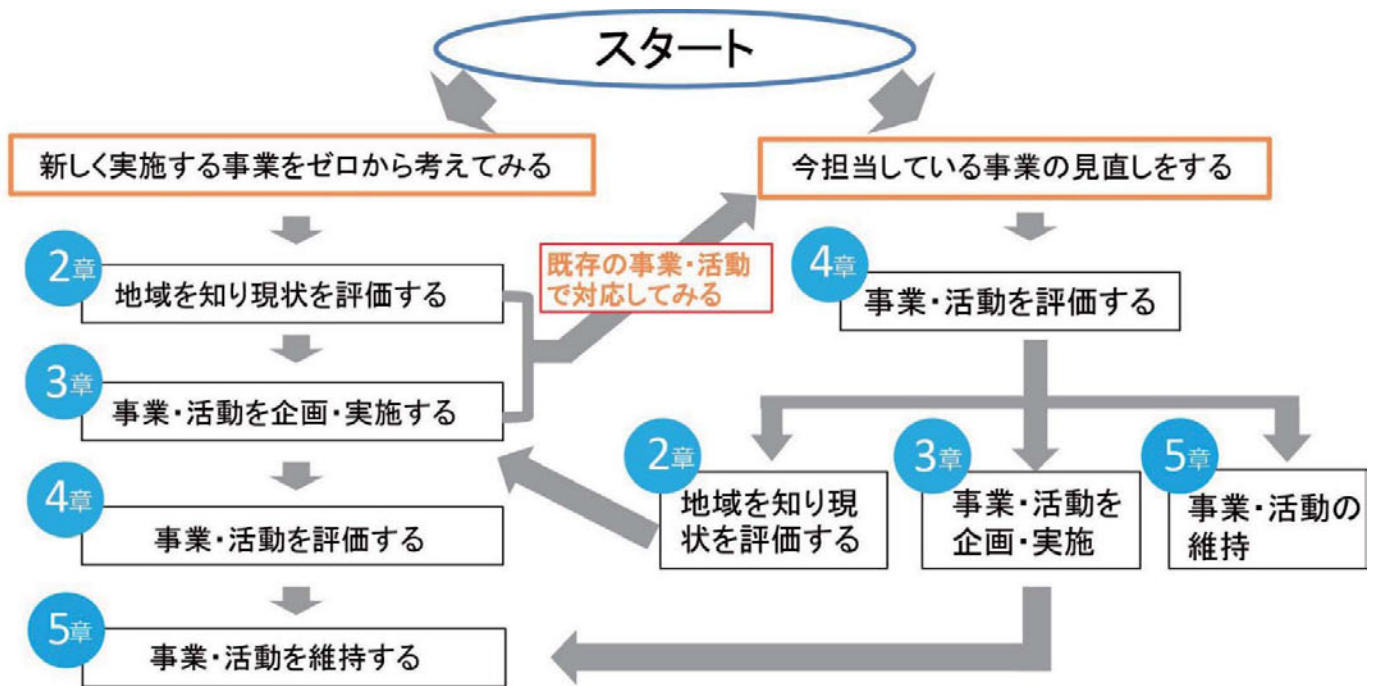 スタート
新しく実施する事業をゼロから考えてみる
今担当している事業の見直しをする
2章
地域を知り現状を評価する
既存の事業・活動
で対応してみる
4章
事業・活動を評価する
3章
事業・活動を企画・実施する
2章
地域を知り現
状を評価する
3章
事業・活動を
企画・実施
5章
事業・活動の
維持
4章
事業・活動を評価する
5章
事業・活動を維持する